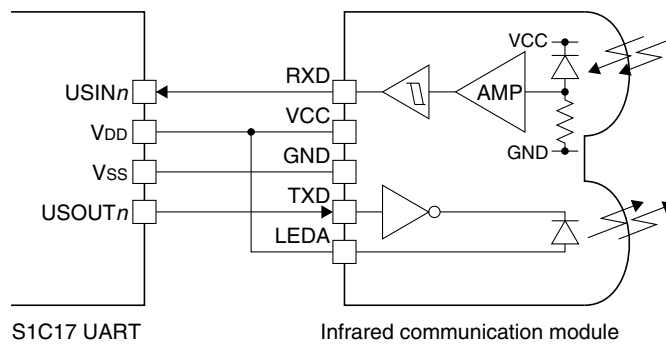 VCC
RXD
USINn
AMP
VCC
VDD
GND
GND
VSS
TXD
USOUTn
LEDA
S1C17 UART
Infrared communication module